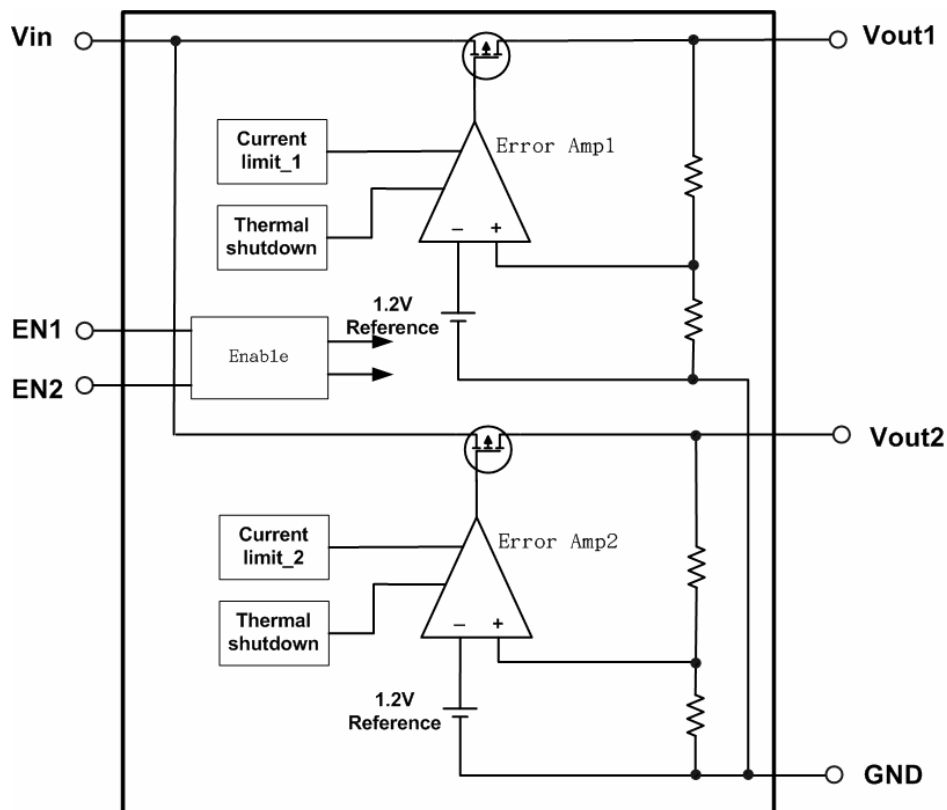 Vin
Vout1
Current
limit_1
Error Amp1
Thermal
shutdown
– +
1.2V
Reference
EN1
EN2
Enable
Vout2
Current
limit_2
Error Amp2
Thermal
shutdown
– +
1.2V
Reference
GND